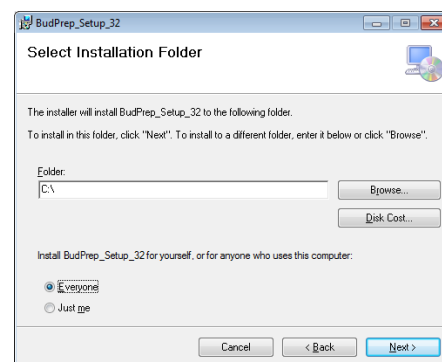 BudPrep_Setup_32
Select Installation Folder
The installer will install BudPrep_Setup_32 to the following folder.
To install in this folder, click "Next". To install to a different folder, enter it below or click "Browse".
Folder:
C:\
Browse...
Disk Cost...
Install BudPrep_Setup_32 for yourself, or for anyone who uses this computer:
Everyone
Just me
Cancel
< Back
Next >